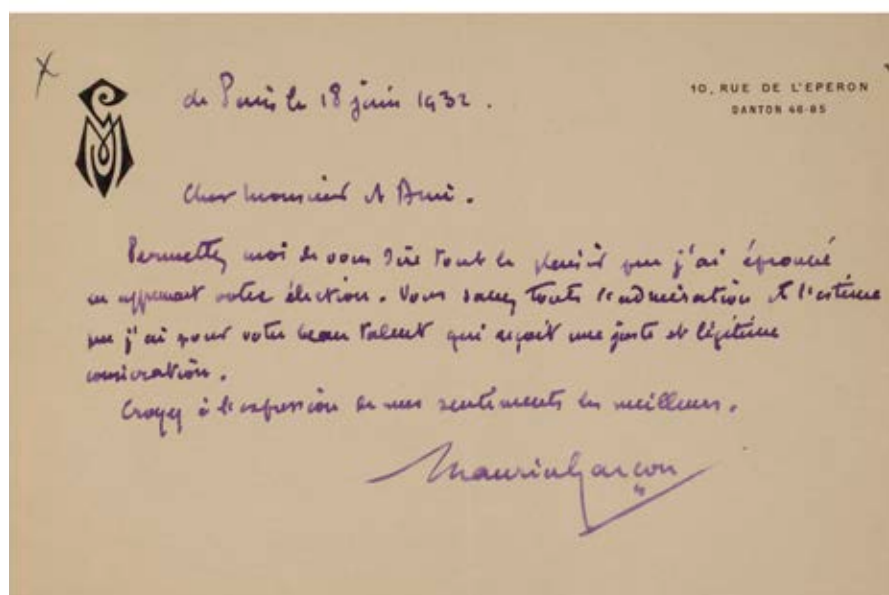 10, RUE DE L'EPERON
DANTON 46-85
de Paris le 18 juin 1932.
Cher Monsieur et Ami.
Permettez moi de vous dire tout le plaisir que j'ai éprouvé
en apprenant votre élection. Vous savez toute l'admiration et l'estime
que j'ai pour votre beau talent qui reçoit une juste et légitime
consécration.
Croyez à l'expression de mes sentiments les meilleurs.
Maurice Garçon